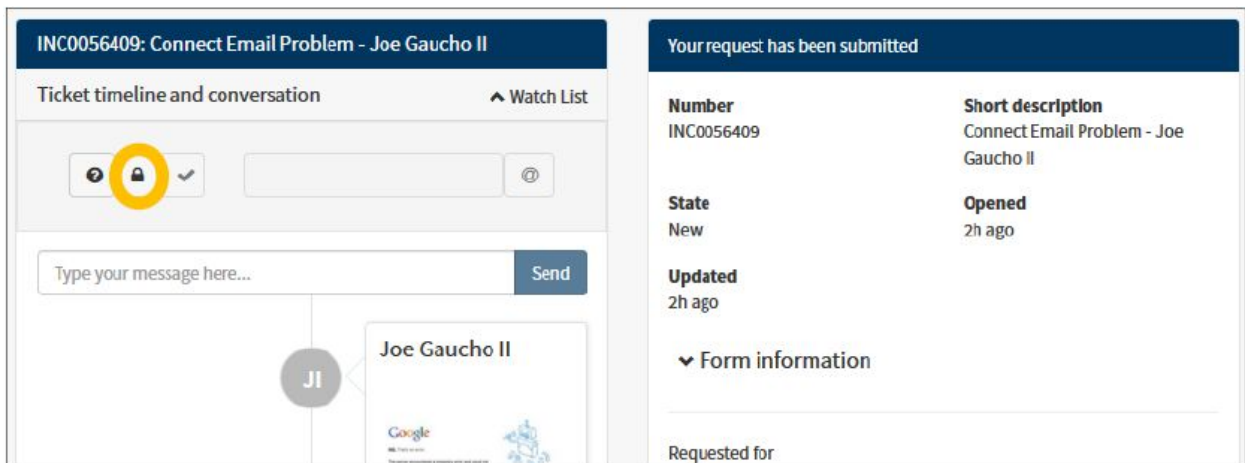 INC0056409: Connect Email Problem - Joe Gaucho II
Ticket timeline and conversation
Watch List
@
Type your message here...
Send
JI
Joe Gaucho II
Google
Your request has been submitted
Number
INC0056409
Short description
Connect Email Problem - Joe
Gaucho II
State
New
Opened
2h ago
Updated
2h ago
Form information
Requested for